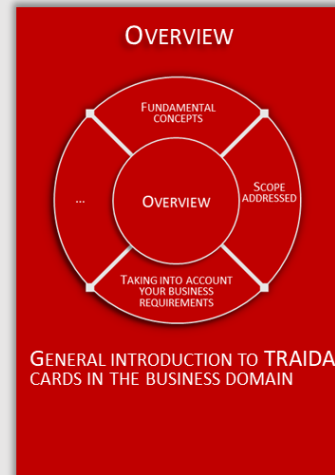 OVERVIEW
FUNDAMENTAL
CONCEPTS
...
OVERVIEW
SCOPE
ADDRESSED
TAKING INTO ACCOUNT
YOUR BUSINESS
REQUIREMENTS
GENERAL INTRODUCTION TO TRAIDA
CARDS IN THE BUSINESS DOMAIN